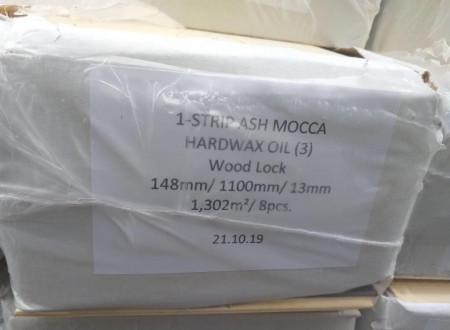 1-STRIP ASH MOCCA
HARDWAX OIL (3)
Wood Lock
148mm/ 1100mm/ 13mm
1,302m²/ 8pcs.
21.10.19